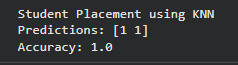 Student Placement using KNN
Predictions: [1 1]
Accuracy: 1.0